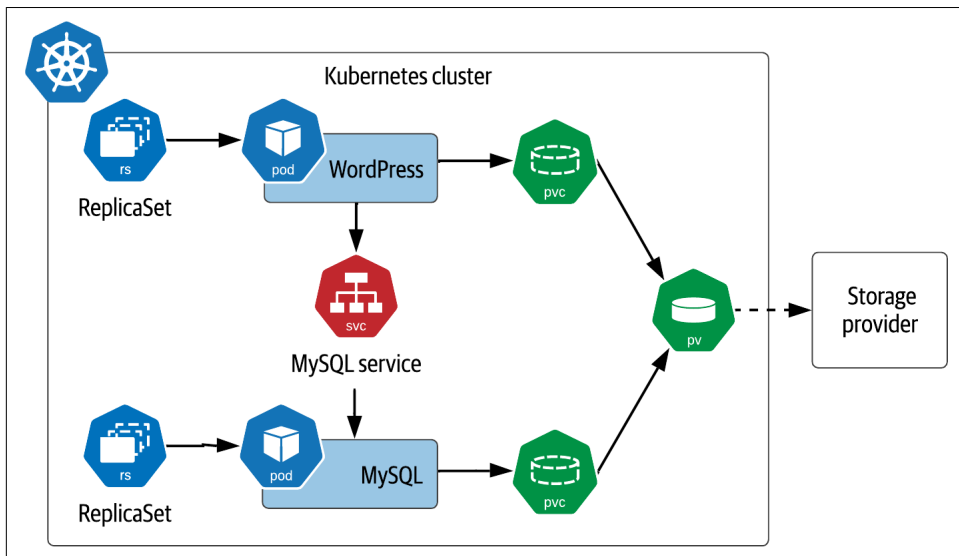 Kubernetes cluster
rs
ReplicaSet
pod
WordPress
pvc
svc
MySQL service
pv
Storage
provider
rs
ReplicaSet
pod
MySQL
pvc